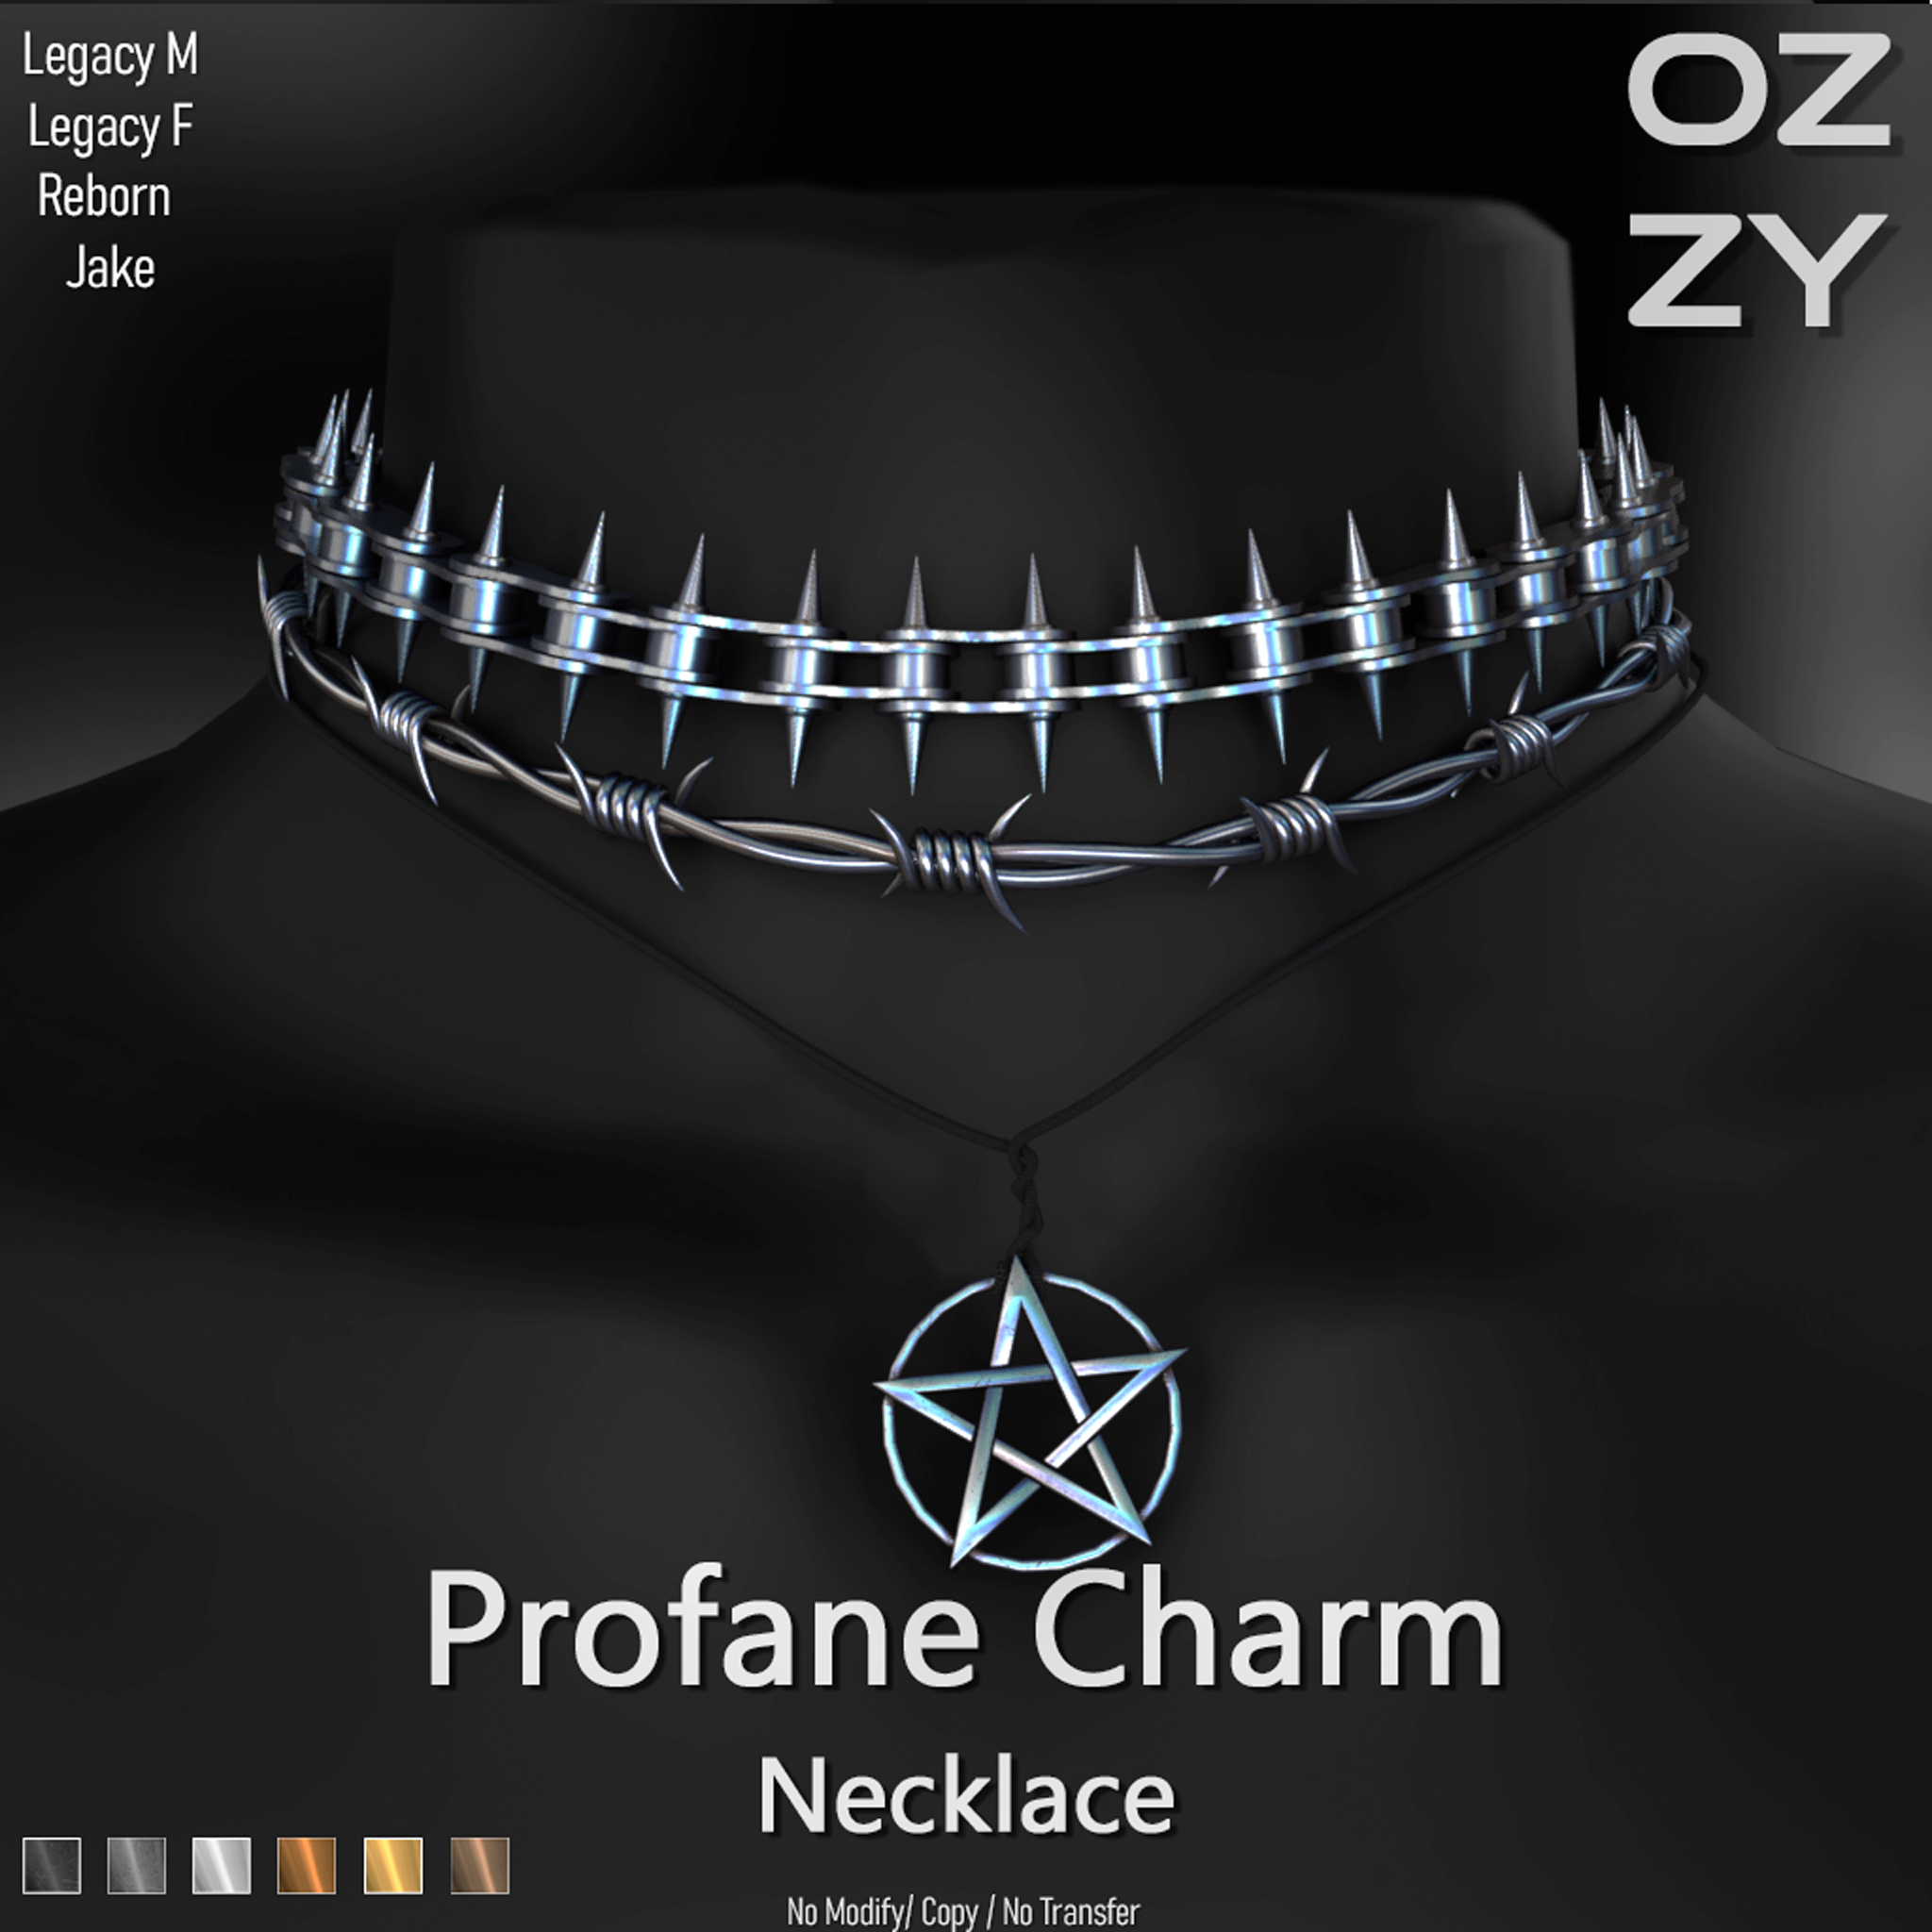 Legacy M
Legacy F
Reborn
Jake
OZ
ZY
Profane Charm
Necklace
No Modify/ Copy / No Transfer